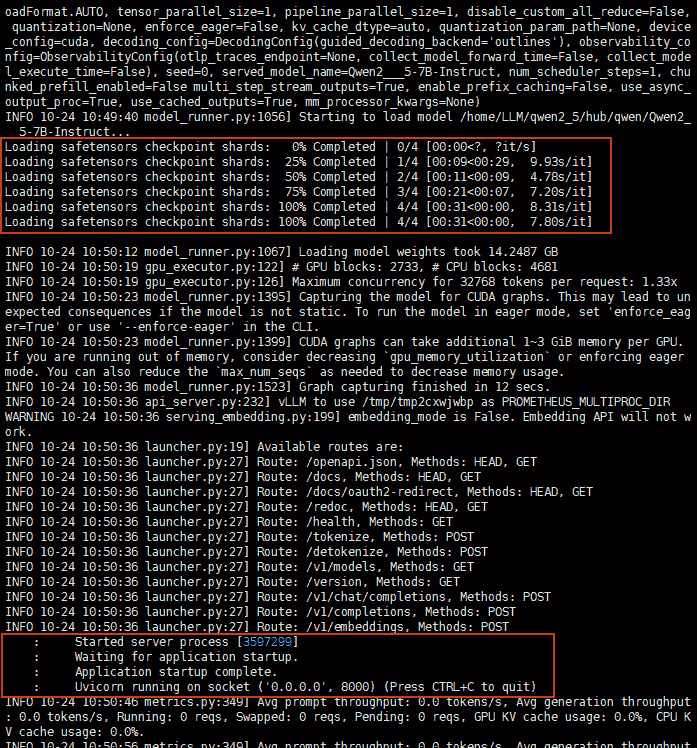 oadFormat.AUTO, tensor_parallel_size=1, pipeline_parallel_size=1, disable_custom_all_reduce=False,
 quantization=None, enforce_eager=False, kv_cache_dtype=auto, quantization_param_path=None, device
_config=cuda, decoding_config=DecodingConfig(guided_decoding_backend='outlines'), observability_co
nfig=ObservabilityConfig(otlp_traces_endpoint=None, collect_model_forward_time=False, collect_mode
l_execute_time=False), seed=0, served_model_name=Qwen2___5-7B-Instruct, num_scheduler_steps=1, chu
nked_prefill_enabled=False multi_step_stream_outputs=True, enable_prefix_caching=False, use_async_
output_proc=True, use_cached_outputs=True, mm_processor_kwargs=None)
INFO 10-24 10:49:40 model_runner.py:1056] Starting to load model /home/LLM/qwen2_5/hub/qwen/Qwen2_
__5-7B-Instruct...
Loading safetensors checkpoint shards:   0% Completed | 0/4 [00:00<?, ?it/s]
Loading safetensors checkpoint shards:  25% Completed | 1/4 [00:09<00:29,  9.93s/it]
Loading safetensors checkpoint shards:  50% Completed | 2/4 [00:11<00:09,  4.78s/it]
Loading safetensors checkpoint shards:  75% Completed | 3/4 [00:21<00:07,  7.20s/it]
Loading safetensors checkpoint shards: 100% Completed | 4/4 [00:31<00:00,  8.31s/it]
Loading safetensors checkpoint shards: 100% Completed | 4/4 [00:31<00:00,  7.80s/it]
INFO 10-24 10:50:12 model_runner.py:1067] Loading model weights took 14.2487 GB
INFO 10-24 10:50:19 gpu_executor.py:122] # GPU blocks: 2733, # CPU blocks: 4681
INFO 10-24 10:50:19 gpu_executor.py:126] Maximum concurrency for 32768 tokens per request: 1.33x
INFO 10-24 10:50:23 model_runner.py:1395] Capturing the model for CUDA graphs. This may lead to un
expected consequences if the model is not static. To run the model in eager mode, set 'enforce_eag
er=True' or use '--enforce-eager' in the CLI.
INFO 10-24 10:50:23 model_runner.py:1399] CUDA graphs can take additional 1~3 GiB memory per GPU.
If you are running out of memory, consider decreasing `gpu_memory_utilization` or enforcing eager
mode. You can also reduce the `max_num_seqs` as needed to decrease memory usage.
INFO 10-24 10:50:36 model_runner.py:1523] Graph capturing finished in 12 secs.
INFO 10-24 10:50:36 api_server.py:232] vLLM to use /tmp/tmp2cxwjwbp as PROMETHEUS_MULTIPROC_DIR
WARNING 10-24 10:50:36 serving_embedding.py:199] embedding_mode is False. Embedding API will not w
ork.
INFO 10-24 10:50:36 launcher.py:19] Available routes are:
INFO 10-24 10:50:36 launcher.py:27] Route: /openapi.json, Methods: HEAD, GET
INFO 10-24 10:50:36 launcher.py:27] Route: /docs, Methods: HEAD, GET
INFO 10-24 10:50:36 launcher.py:27] Route: /docs/oauth2-redirect, Methods: HEAD, GET
INFO 10-24 10:50:36 launcher.py:27] Route: /redoc, Methods: HEAD, GET
INFO 10-24 10:50:36 launcher.py:27] Route: /health, Methods: GET
INFO 10-24 10:50:36 launcher.py:27] Route: /tokenize, Methods: POST
INFO 10-24 10:50:36 launcher.py:27] Route: /detokenize, Methods: POST
INFO 10-24 10:50:36 launcher.py:27] Route: /v1/models, Methods: GET
INFO 10-24 10:50:36 launcher.py:27] Route: /version, Methods: GET
INFO 10-24 10:50:36 launcher.py:27] Route: /v1/chat/completions, Methods: POST
INFO 10-24 10:50:36 launcher.py:27] Route: /v1/completions, Methods: POST
INFO 10-24 10:50:36 launcher.py:27] Route: /v1/embeddings, Methods: POST
:     Started server process [3597299]
:     Waiting for application startup.
:     Application startup complete.
:     Uvicorn running on socket ('0.0.0.0', 8000) (Press CTRL+C to quit)
INFO 10-24 10:50:46 metrics.py:349] Avg prompt throughput: 0.0 tokens/s, Avg generation throughput
: 0.0 tokens/s, Running: 0 reqs, Swapped: 0 reqs, Pending: 0 reqs, GPU KV cache usage: 0.0%, CPU K
V cache usage: 0.0%.
INFO 10-24 10:50:56 metrics.py:349] Avg prompt throughput: 0.0 tokens/s, Avg generation throughput